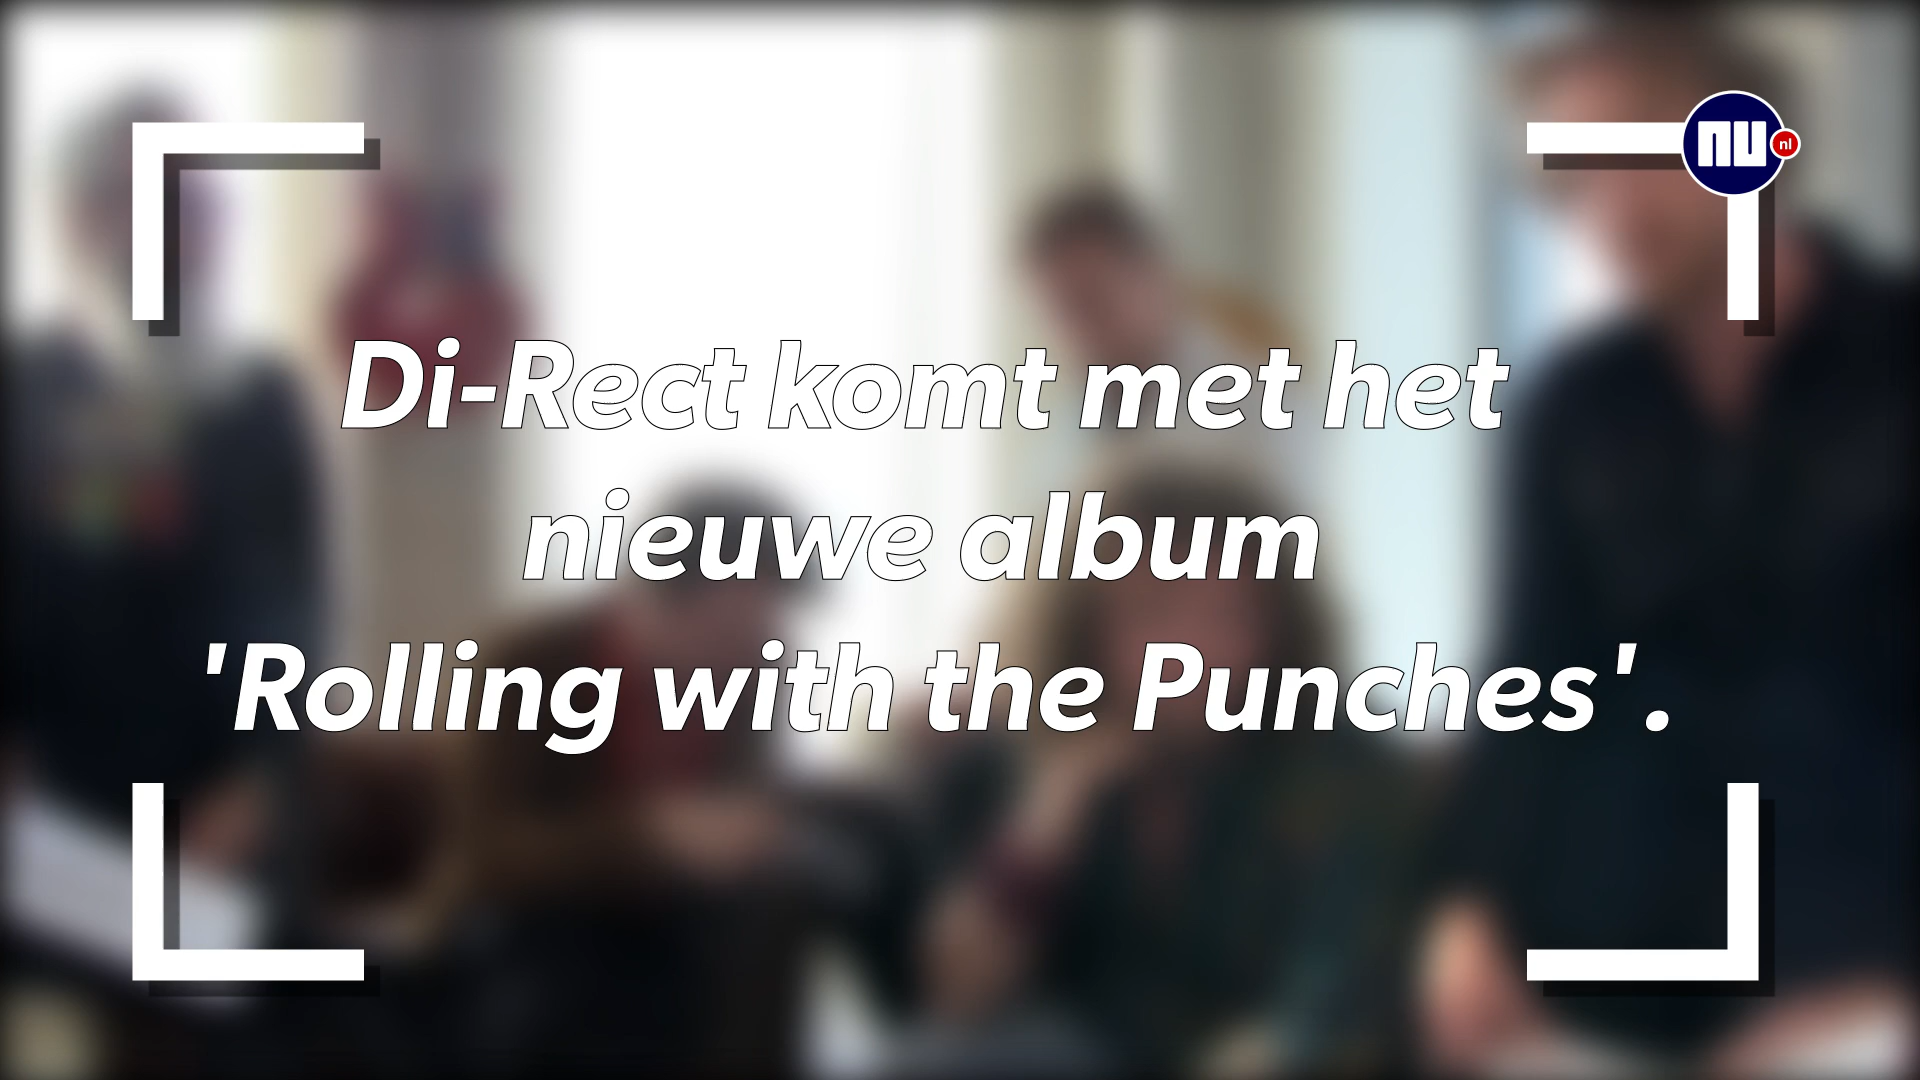 NU nl
Di-Rect komt met het
nieuwe album
'Rolling with the Punches'.